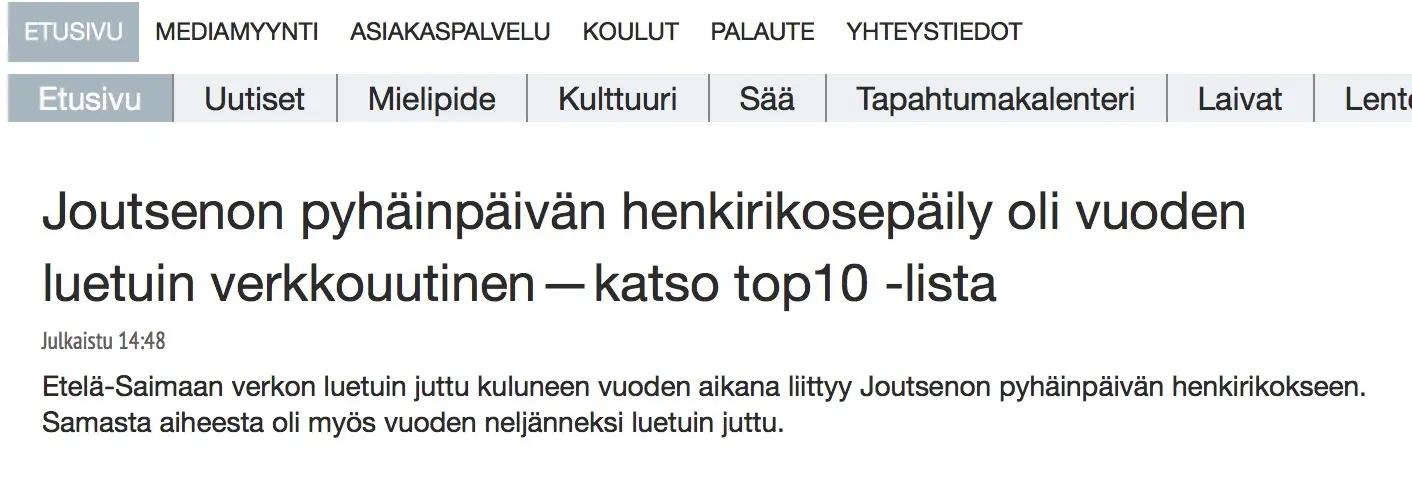 ETUSIVU MEDIAMYYNTI ASIAKASPALVELU KOULUT PALAUTE YHTEYSTIEDOT
Etusivu Uutiset Mielipide Kulttuuri Sää Tapahtumakalenteri Laivat
Joutsenon pyhäinpäivän henkirikosepäily oli vuoden
luetuin verkkouutinen — katso top10 -lista
Julkaistu 14:48
Etelä-Saimaan verkon luetuin juttu kuluneen vuoden aikana liittyy Joutsenon pyhäinpäivän henkirikokseen.
Samasta aiheesta oli myös vuoden neljänneksi luetuin juttu.